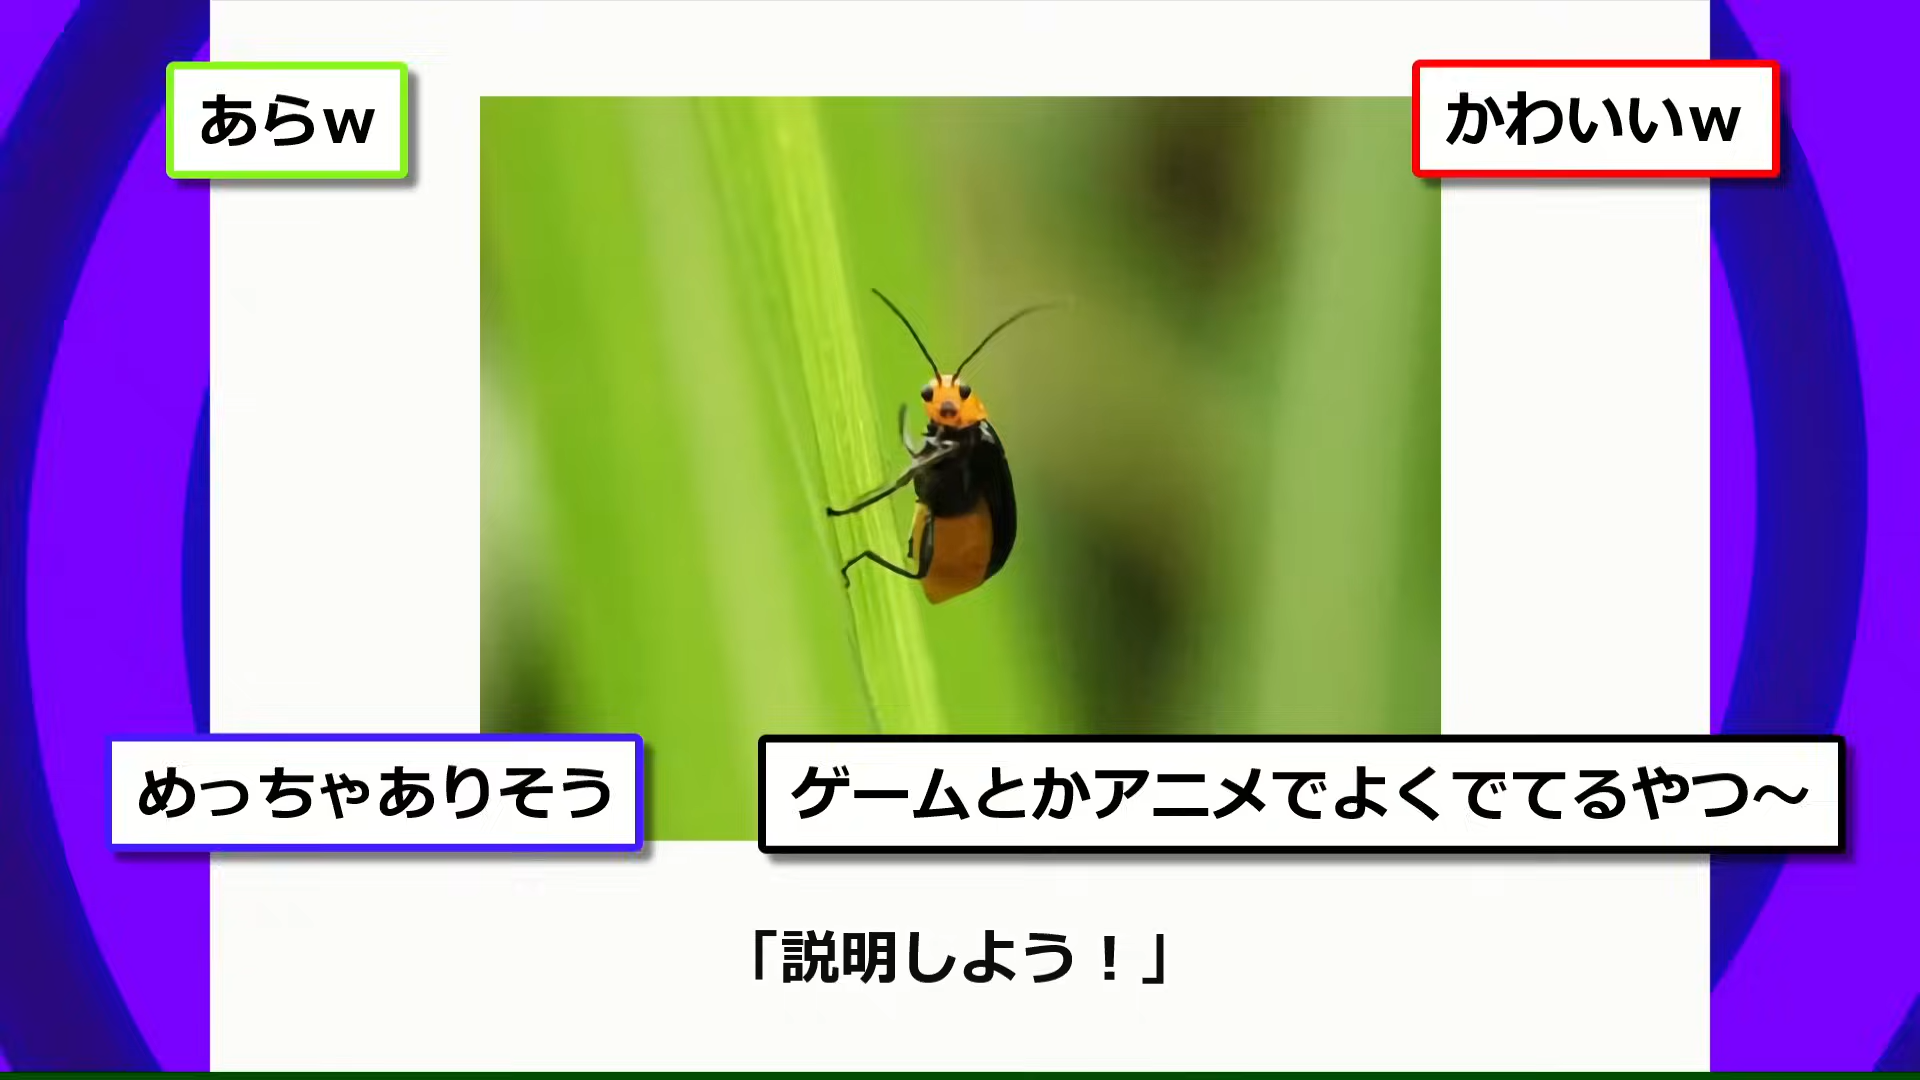 あらw
かわいいw
めっちゃありそう
ゲームとかアニメでよくでてるやつ～
「説明しよう！」